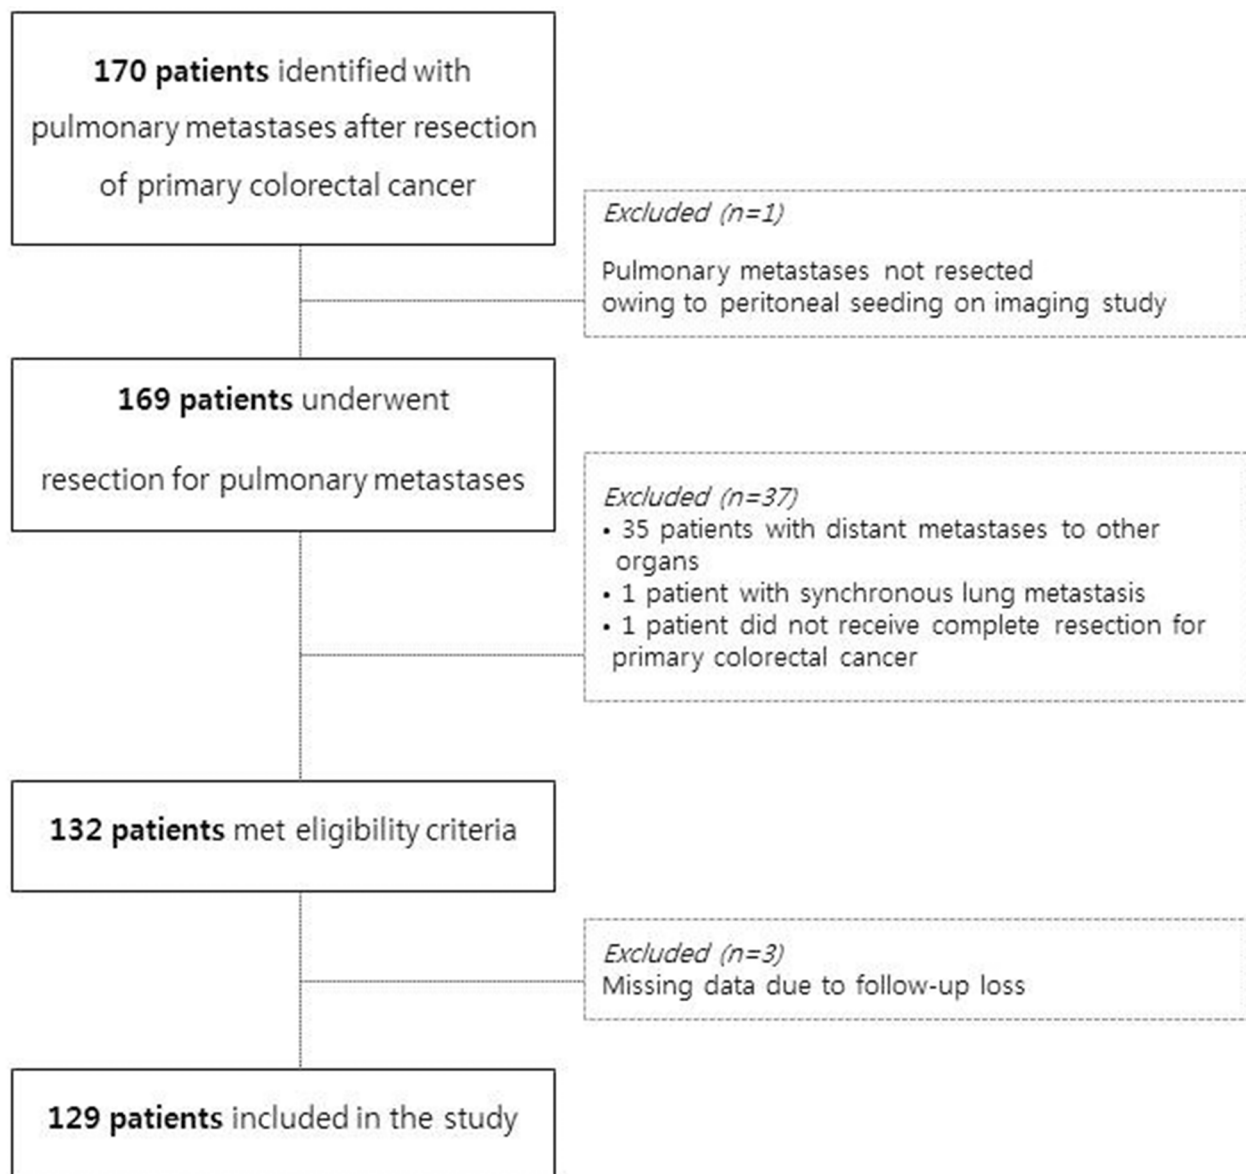 170 patients identified with
pulmonary metastases after resection
of primary colorectal cancer
Excluded (n=1)
Pulmonary metastases not resected
owing to peritoneal seeding on imaging study
169 patients underwent
resection for pulmonary metastases
Excluded (n=37)
• 35 patients with distant metastases to other
organs
• 1 patient with synchronous lung metastasis
• 1 patient did not receive complete resection for
primary colorectal cancer
132 patients met eligibility criteria
Excluded (n=3)
Missing data due to follow-up loss
129 patients included in the study